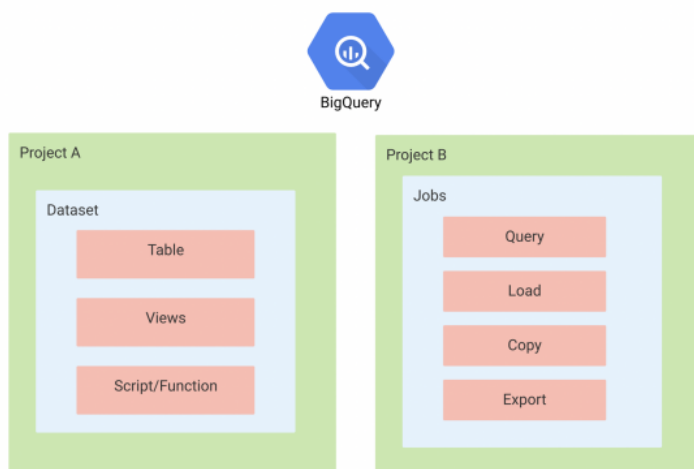 BigQuery
Project A
Dataset
Table
Views
Script/Function
Project B
Jobs
Query
Load
Copy
Export